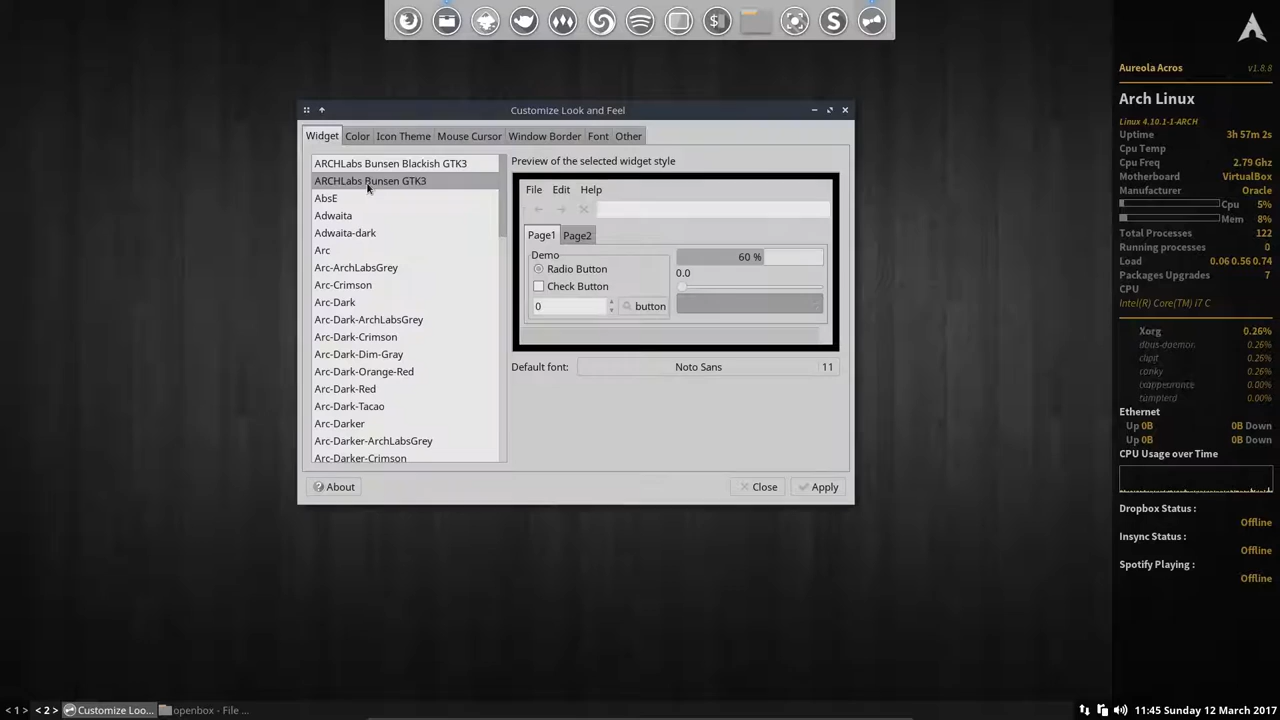 Customize Look and Feel
Widget Color Icon Theme Mouse Cursor Window Border Font Other
ARCHLabs Bunsen Blackish GTK3
ARCHLabs Bunsen GTK3
AbsE
Adwaita
Adwaita-dark
Arc
Arc-ArchLabsGrey
Arc-Crimson
Arc-Dark
Arc-Dark-ArchLabsGrey
Arc-Dark-Crimson
Arc-Dark-Dim-Gray
Arc-Dark-Orange-Red
Arc-Dark-Red
Arc-Dark-Tacao
Arc-Darker
Arc-Darker-ArchLabsGrey
Arc-Darker-Crimson
Preview of the selected widget style
File Edit Help
Page1 Page2
Demo
Radio Button
Check Button
0 button
60 %
0.0
Default font: Noto Sans 11
About Close Apply
Aureola Acros v1.8.8
Arch Linux
Linux 4.10.1-1-ARCH
Uptime 3h 57m 2s
Cpu Temp
Cpu Freq 2.79 Ghz
Motherboard VirtualBox
Manufacturer Oracle
Cpu 5%
Mem 8%
Total Processes 122
Running processes 0
Load 0.06 0.56 0.74
Packages Upgrades 7
CPU
Intel(R) Core(TM) i7 C
Xorg 0.26%
dbus-daemon 0.26%
clipit 0.26%
conky 0.26%
lxappearance 0.00%
tumblerd 0.00%
Ethernet
Up 0B 0B Down
Up 0B 0B Down
CPU Usage over Time
Dropbox Status :
Offline
Insync Status :
Offline
Spotify Playing :
Offline
< 1 > < 2 > Customize Loo... openbox - File ...
11:45 Sunday 12 March 2017